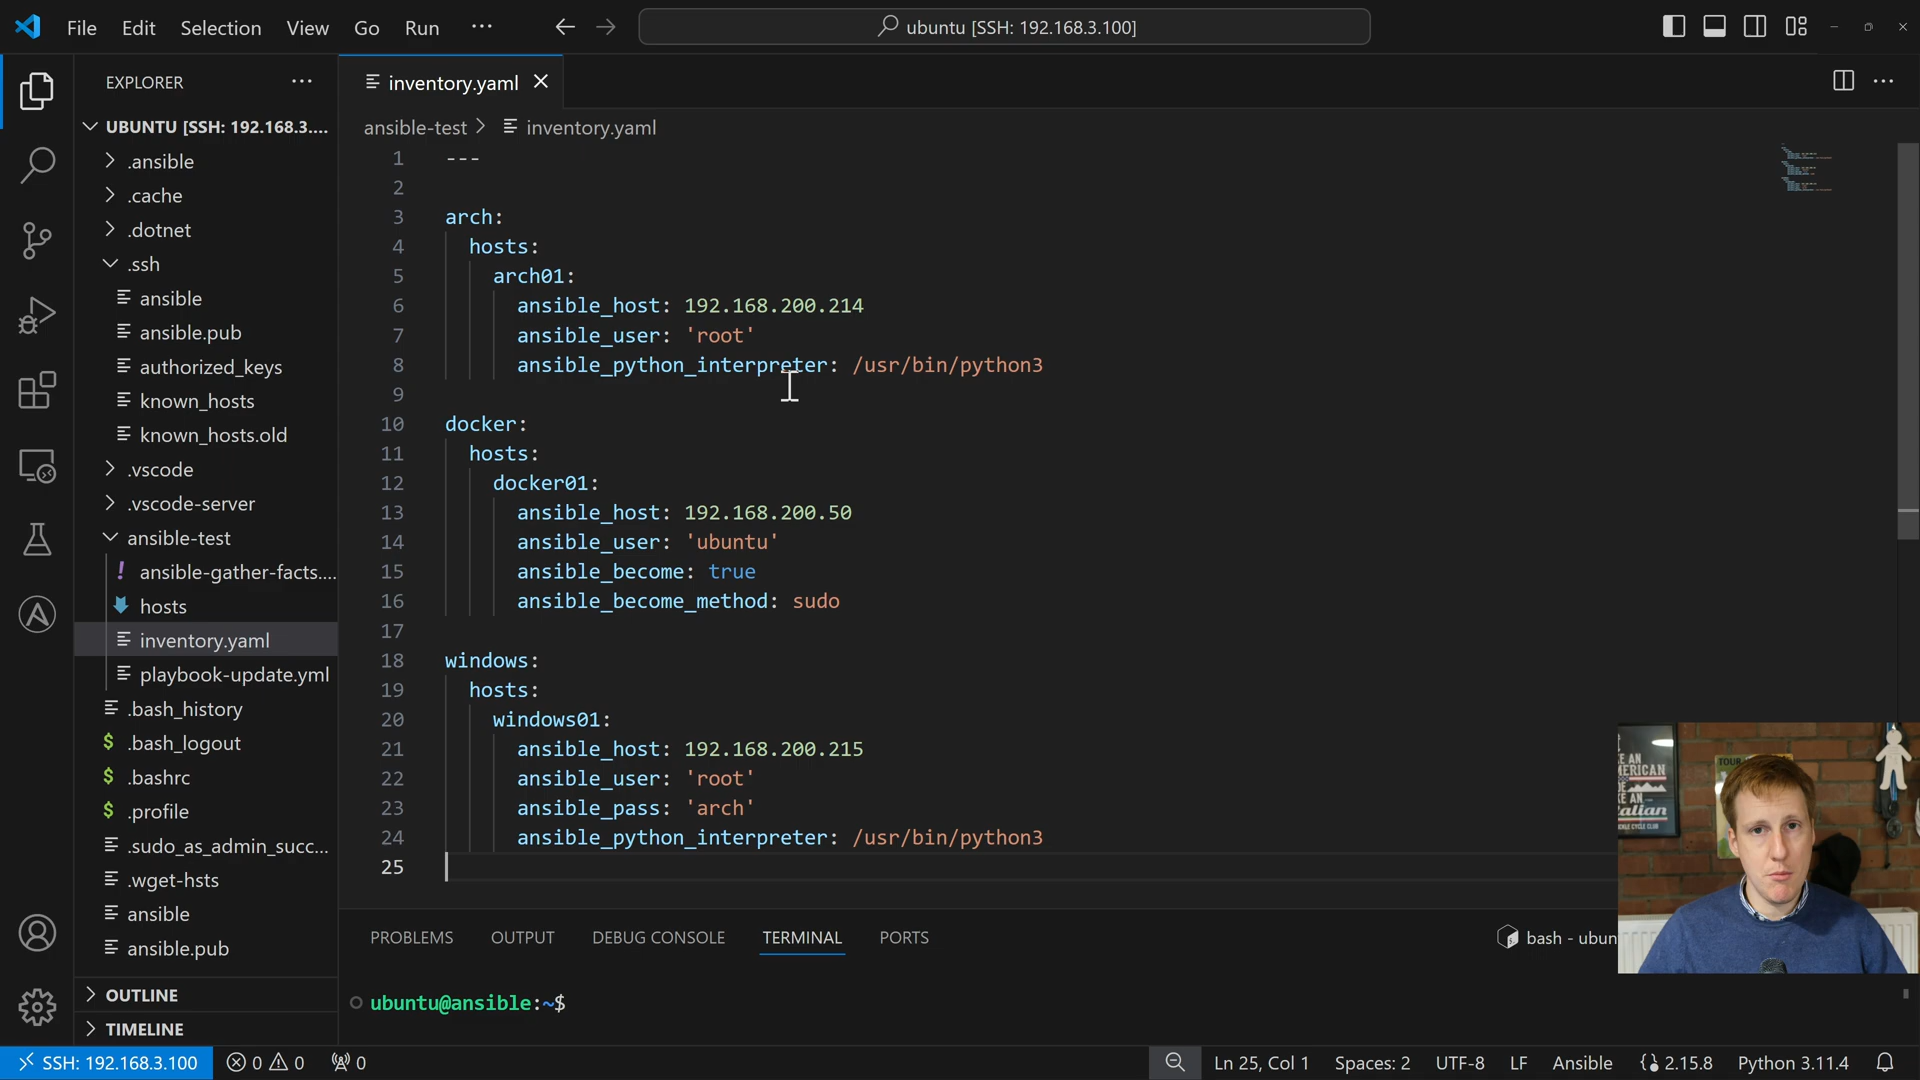 File Edit Selection View Go Run ···
ubuntu [SSH: 192.168.3.100]
EXPLORER ···
UBUNTU [SSH: 192.168.3....
.ansible
.cache
.dotnet
.ssh
ansible
ansible.pub
authorized_keys
known_hosts
known_hosts.old
.vscode
.vscode-server
ansible-test
! ansible-gather-facts....
hosts
inventory.yaml
playbook-update.yml
.bash_history
$ .bash_logout
$ .bashrc
$ .profile
.sudo_as_admin_succ...
.wget-hsts
ansible
ansible.pub
OUTLINE
TIMELINE
inventory.yaml
ansible-test > inventory.yaml
1 ---
2
3 arch:
4 hosts:
5 arch01:
6 ansible_host: 192.168.200.214
7 ansible_user: 'root'
8 ansible_python_interpreter: /usr/bin/python3
9
10 docker:
11 hosts:
12 docker01:
13 ansible_host: 192.168.200.50
14 ansible_user: 'ubuntu'
15 ansible_become: true
16 ansible_become_method: sudo
17
18 windows:
19 hosts:
20 windows01:
21 ansible_host: 192.168.200.215
22 ansible_user: 'root'
23 ansible_pass: 'arch'
24 ansible_python_interpreter: /usr/bin/python3
25
PROBLEMS OUTPUT DEBUG CONSOLE TERMINAL PORTS
bash - ubun
ubuntu@ansible:~$
SSH: 192.168.3.100 0 0 0
Ln 25, Col 1 Spaces: 2 UTF-8 LF Ansible 2.15.8 Python 3.11.4